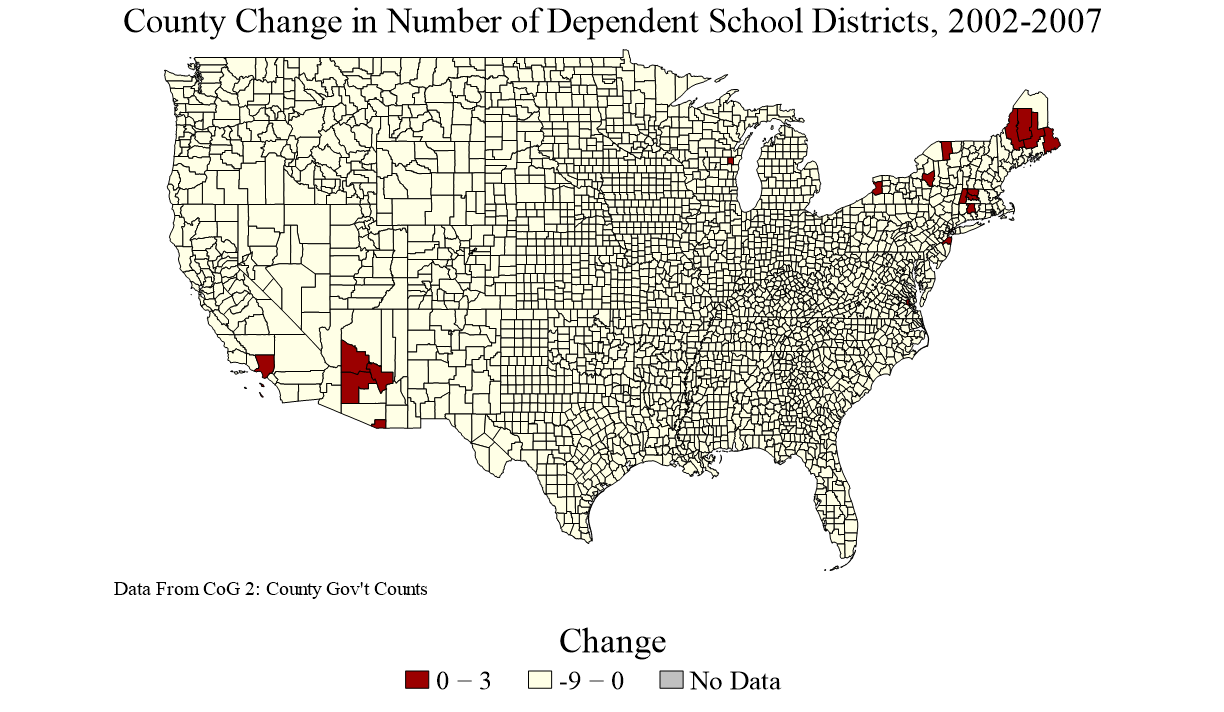 County Change in Number of Dependent School Districts, 2002-2007
Data From CoG 2: County Gov't Counts
Change
0 − 3 -9 − 0 No Data